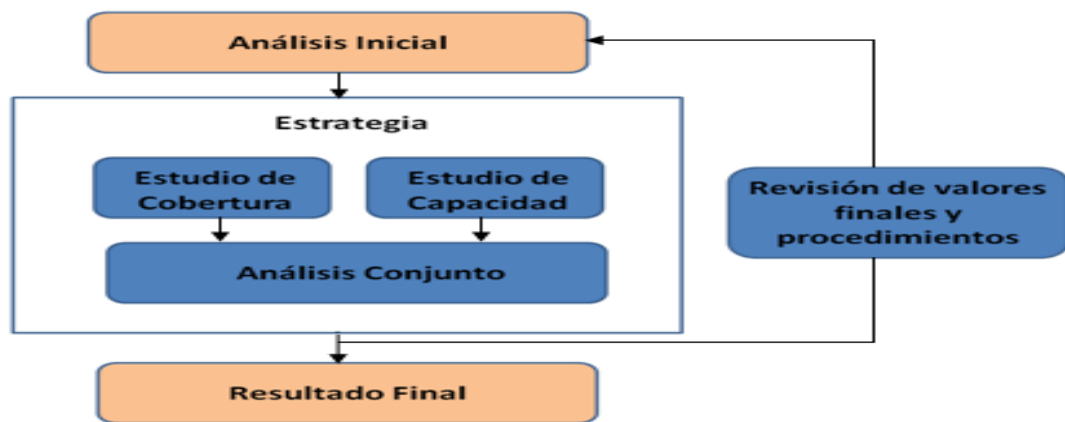 Análisis Inicial
Estrategia
Estudio de
Cobertura
Estudio de
Capacidad
Análisis Conjunto
Revisión de valores
finales y
procedimientos
Resultado Final